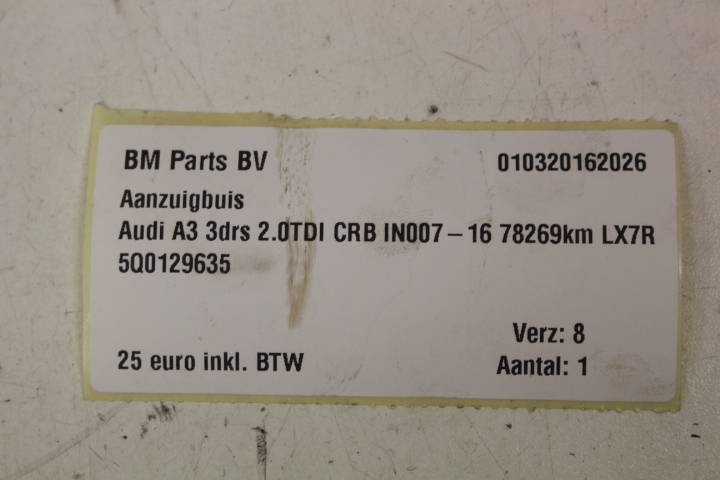 BM Parts BV 010320162026
Aanzuigbuis
Audi A3 3drs 2.0TDI CRB IN007 – 16 78269km LX7R
5Q0129635
Verz: 8
25 euro inkl. BTW Aantal: 1